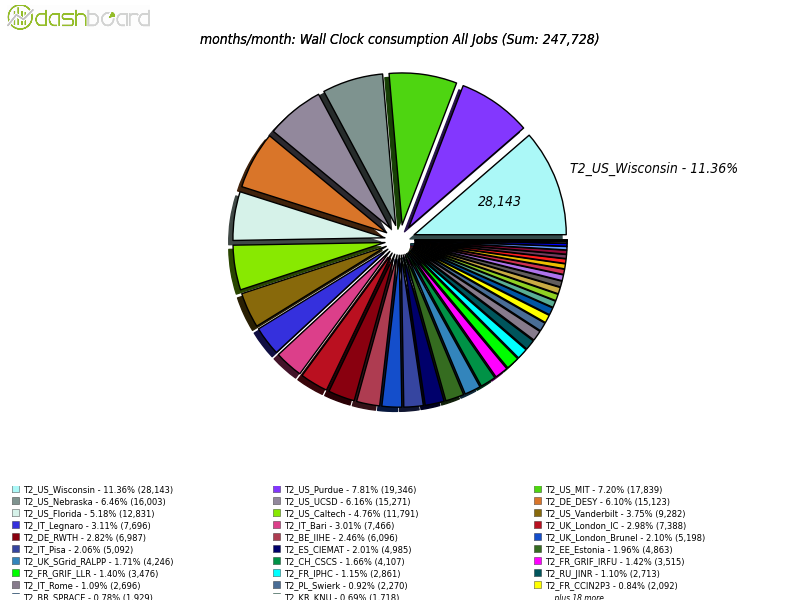 dashboard
months/month: Wall Clock consumption All Jobs (Sum: 247,728)
T2_US_Wisconsin - 11.36%
28,143
T2_US_Wisconsin - 11.36% (28,143)
T2_US_Purdue - 7.81% (19,346)
T2_US_MIT - 7.20% (17,839)
T2_US_Nebraska - 6.46% (16,003)
T2_US_UCSD - 6.16% (15,271)
T2_DE_DESY - 6.10% (15,123)
T2_US_Florida - 5.18% (12,831)
T2_US_Caltech - 4.76% (11,791)
T2_US_Vanderbilt - 3.75% (9,282)
T2_IT_Legnaro - 3.11% (7,696)
T2_IT_Bari - 3.01% (7,466)
T2_UK_London_IC - 2.98% (7,388)
T2_DE_RWTH - 2.82% (6,987)
T2_BE_IIHE - 2.46% (6,096)
T2_UK_London_Brunel - 2.10% (5,198)
T2_IT_Pisa - 2.06% (5,092)
T2_ES_CIEMAT - 2.01% (4,985)
T2_EE_Estonia - 1.96% (4,863)
T2_UK_SGrid_RALPP - 1.71% (4,246)
T2_CH_CSCS - 1.66% (4,107)
T2_FR_GRIF_IRFU - 1.42% (3,515)
T2_FR_GRIF_LLR - 1.40% (3,476)
T2_FR_IPHC - 1.15% (2,861)
T2_RU_JINR - 1.10% (2,713)
T2_IT_Rome - 1.09% (2,696)
T2_PL_Swierk - 0.92% (2,270)
T2_FR_CCIN2P3 - 0.84% (2,092)
T2_BR_SPRACE - 0.78% (1,929)
T2_KR_KNU - 0.69% (1,718)
plus 18 more